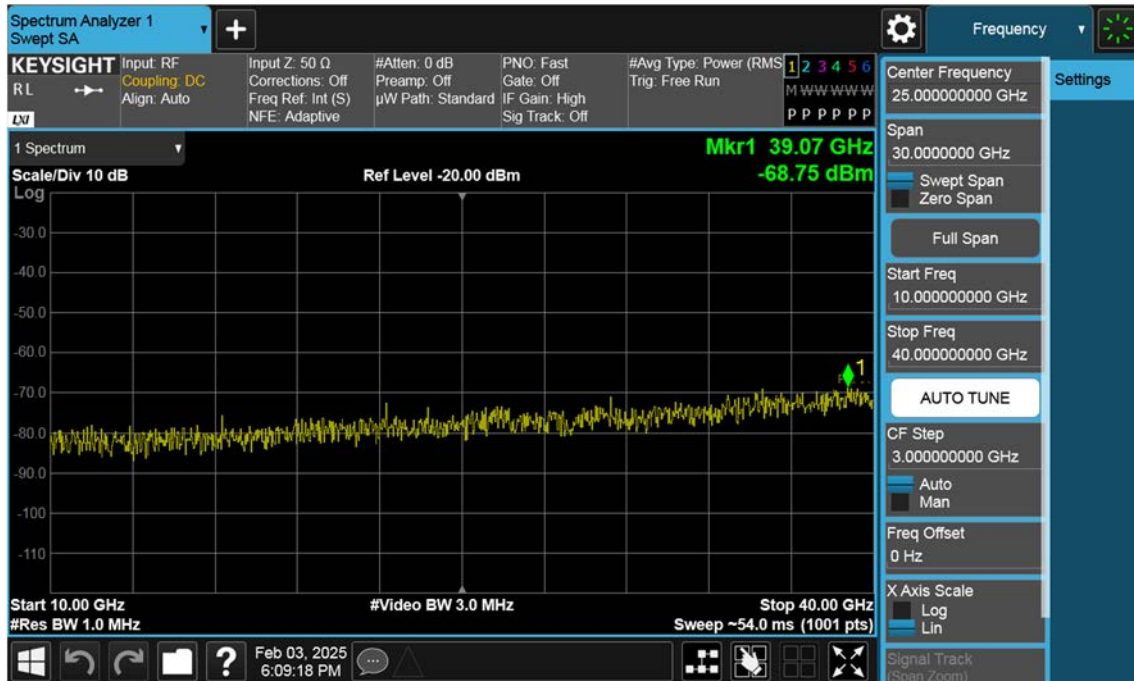 Spectrum Analyzer 1
Swept SA
Frequency
KEYSIGHT
R L
LXI
Input: RF
Coupling: DC
Align: Auto
Input Z: 50 Ω
Corrections: Off
Freq Ref: Int (S)
NFE: Adaptive
#Atten: 0 dB
Preamp: Off
µW Path: Standard
PNO: Fast
Gate: Off
IF Gain: High
Sig Track: Off
#Avg Type: Power (RMS
Trig: Free Run
1 2 3 4 5 6
M W W W W W
P P P P P P
1 Spectrum
Scale/Div 10 dB
Ref Level -20.00 dBm
Mkr1 39.07 GHz
-68.75 dBm
Log
-30.0
-40.0
-50.0
-60.0
-70.0
-80.0
-90.0
-100
-110
1
Start 10.00 GHz
#Res BW 1.0 MHz
#Video BW 3.0 MHz
Stop 40.00 GHz
Sweep ~54.0 ms (1001 pts)
Center Frequency
25.000000000 GHz
Span
30.0000000 GHz
Swept Span
Zero Span
Full Span
Start Freq
10.000000000 GHz
Stop Freq
40.000000000 GHz
AUTO TUNE
CF Step
3.000000000 GHz
Auto
Man
Freq Offset
0 Hz
X Axis Scale
Log
Lin
Signal Track
(Span Zoom)
Settings
?
Feb 03, 2025
6:09:18 PM